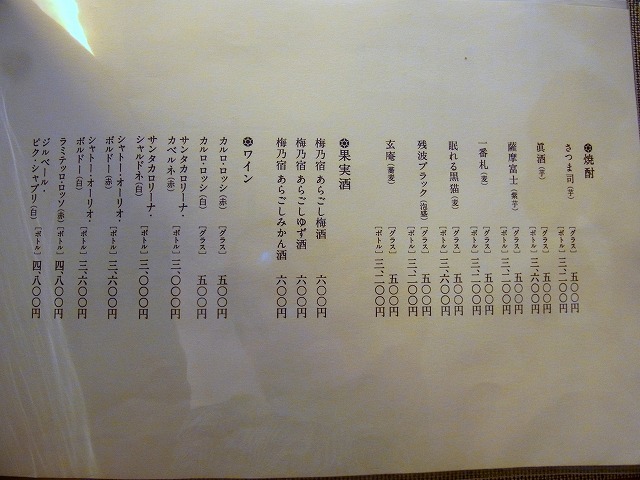 焼酎
さつま司（芋）　［グラス］　五〇〇円
［ボトル］　三、二〇〇円
眞酒（芋）　［グラス］　五〇〇円
［ボトル］　三、六〇〇円
薩摩富士（紫芋）　［グラス］　五〇〇円
［ボトル］　三、二〇〇円
一番札（麦）　［グラス］　五〇〇円
［ボトル］　三、二〇〇円
眠れる黒猫（麦）　［グラス］　五〇〇円
［ボトル］　三、六〇〇円
残波ブラック（泡盛）　［グラス］　五〇〇円
［ボトル］　三、二〇〇円
玄庵（蕎麦）　［グラス］　五〇〇円
［ボトル］　三、二〇〇円
果実酒
梅乃宿 あらごし梅酒　六〇〇円
梅乃宿 あらごしゆず酒　六〇〇円
梅乃宿 あらごしみかん酒　六〇〇円
ワイン
カルロ・ロッシ（赤）　［グラス］　五〇〇円
カルロ・ロッシ（白）　［グラス］　五〇〇円
サンタカロリーナ・
カベルネ（赤）　［ボトル］　三、〇〇〇円
サンタカロリーナ・
シャルドネ（白）　［ボトル］　三、〇〇〇円
シャトー・オーリオ・
ボルドー（赤）　［ボトル］　三、六〇〇円
シャトー・オーリオ・
ボルドー（白）　［ボトル］　三、六〇〇円
ラミテッロ・ロッソ（赤）　［ボトル］　四、八〇〇円
ジルベール・
ピク・シャブリ（白）　［ボトル］　四、八〇〇円